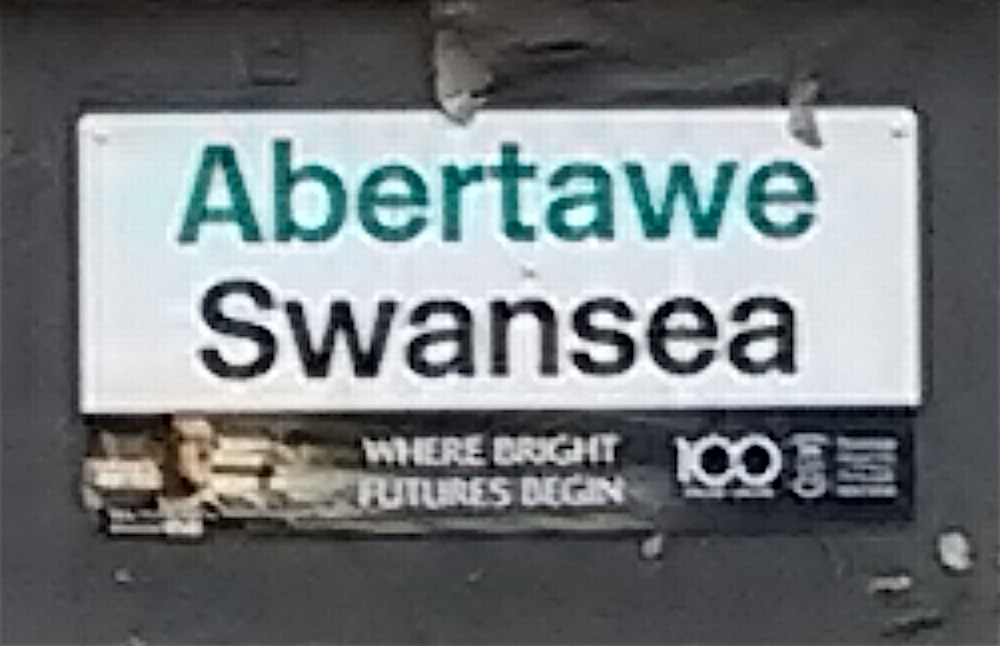 Abertawe
Swansea
WHERE BRIGHT
FUTURES BEGIN
100